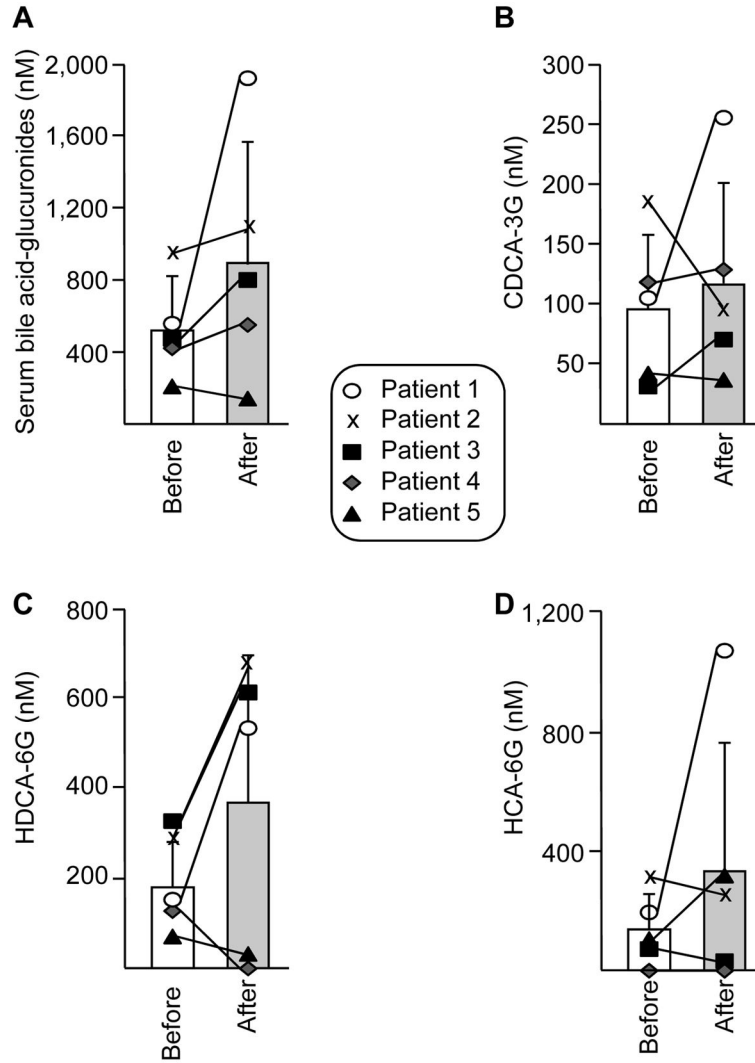 A
Serum bile acid-glucuronides (nM)
2,000
1,600
1,200
800
400
Before
After
B
CDCA-3G (nM)
300
250
200
150
100
50
Before
After
Patient 1
Patient 2
Patient 3
Patient 4
Patient 5
C
HDCA-6G (nM)
800
600
400
200
Before
After
D
HCA-6G (nM)
1,200
800
400
Before
After